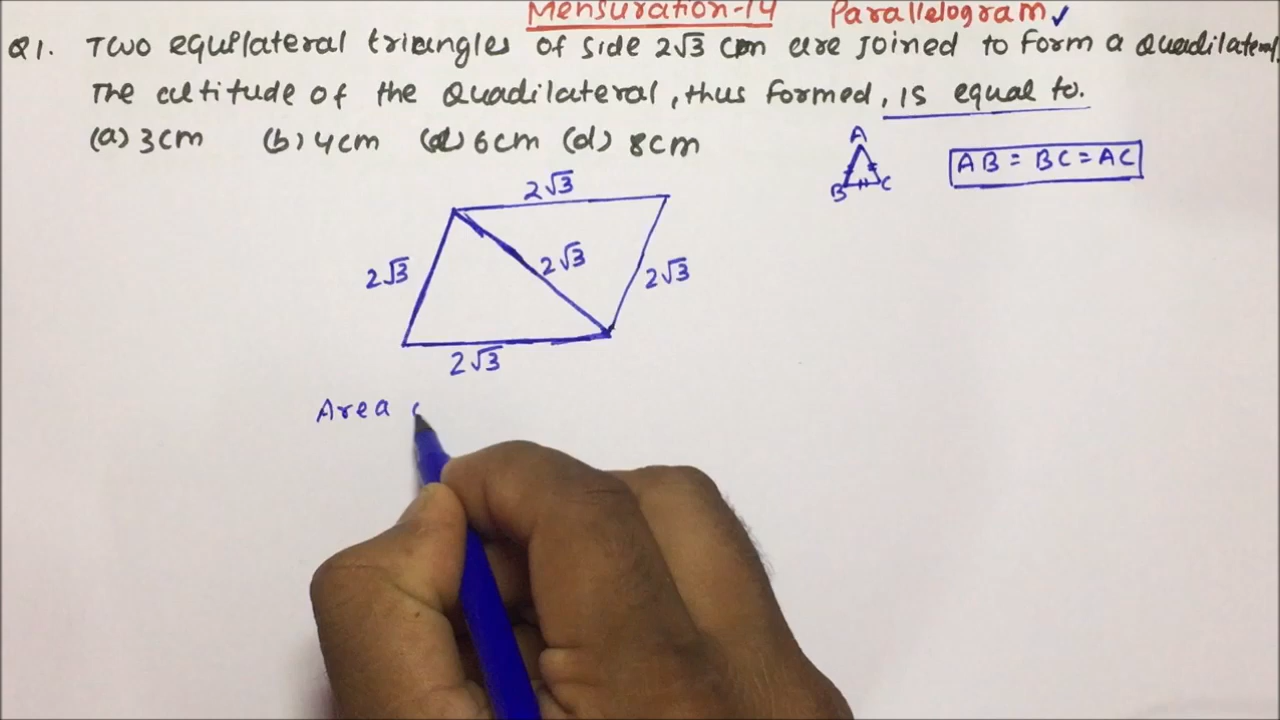 Mensuration-14 Parallelogram ✓
Q1. Two equilateral triangles of side 2√3 cm are joined to form a Quadilateral.
The altitude of the Quadilateral, thus formed, is equal to.
(a) 3cm (b) 4cm (c) 6cm (d) 8cm
A
B C
AB = BC = AC
2√3
2√3 2√3 2√3
2√3
Area